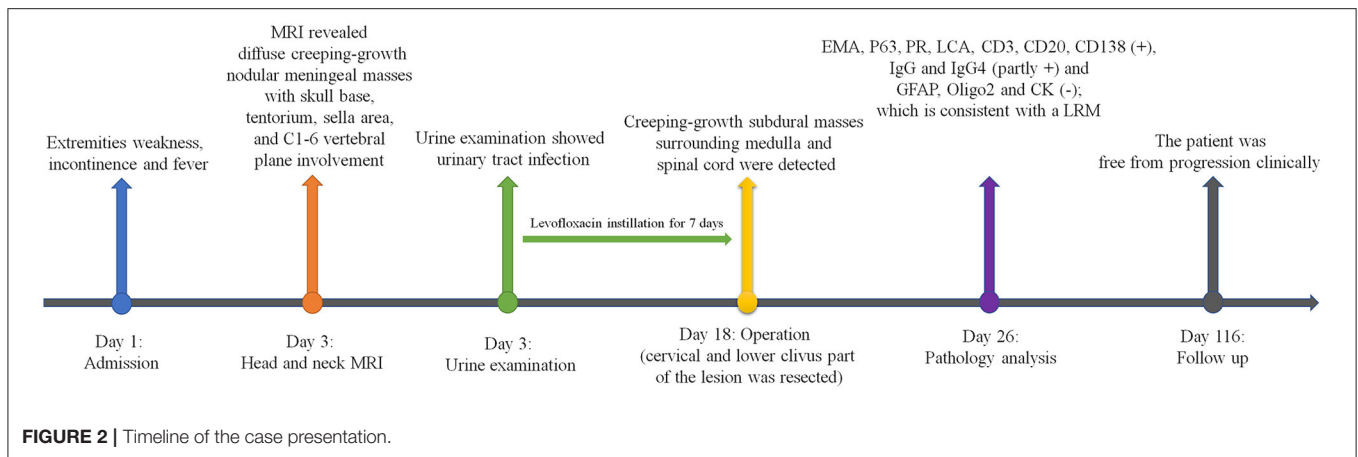 Extremities weakness,
incontinence and fever
MRI revealed
diffuse creeping-growth
nodular meningeal masses
with skull base,
tentorium, sella area,
and C1-6 vertebral
plane involvement
Urine examination showed
urinary tract infection
Levofloxacin instillation for 7 days
Creeping-growth subdural masses
surrounding medulla and
spinal cord were detected
EMA, P63, PR, LCA, CD3, CD20, CD138 (+),
IgG and IgG4 (partly +) and
GFAP, Oligo2 and CK (-);
which is consistent with a LRM
The patient was
free from progression clinically
Day 1:
Admission
Day 3:
Head and neck MRI
Day 3:
Urine examination
Day 18: Operation
(cervical and lower clivus part
of the lesion was resected)
Day 26:
Pathology analysis
Day 116:
Follow up
FIGURE 2 | Timeline of the case presentation.